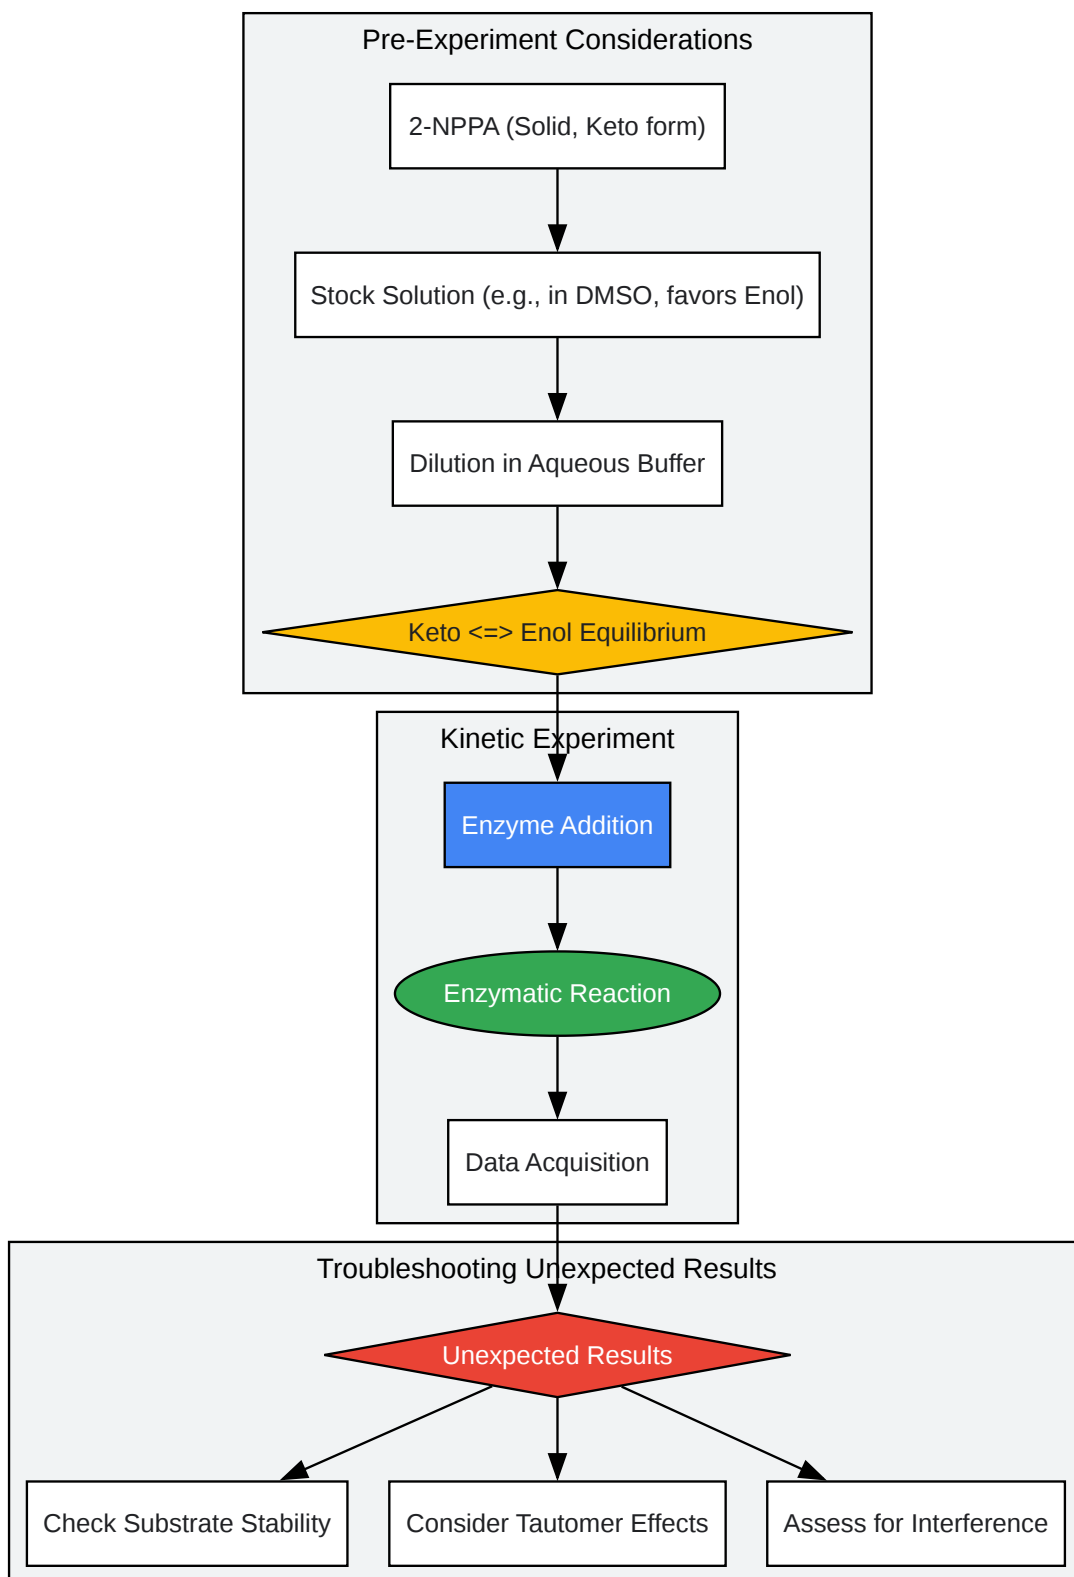 Pre-Experiment Considerations
2-NPPA (Solid, Keto form)
Stock Solution (e.g., in DMSO, favors Enol)
Dilution in Aqueous Buffer
Keto <=> Enol Equilibrium
Kinetic Experiment
Enzyme Addition
Enzymatic Reaction
Data Acquisition
Troubleshooting Unexpected Results
Unexpected Results
Check Substrate Stability
Consider Tautomer Effects
Assess for Interference